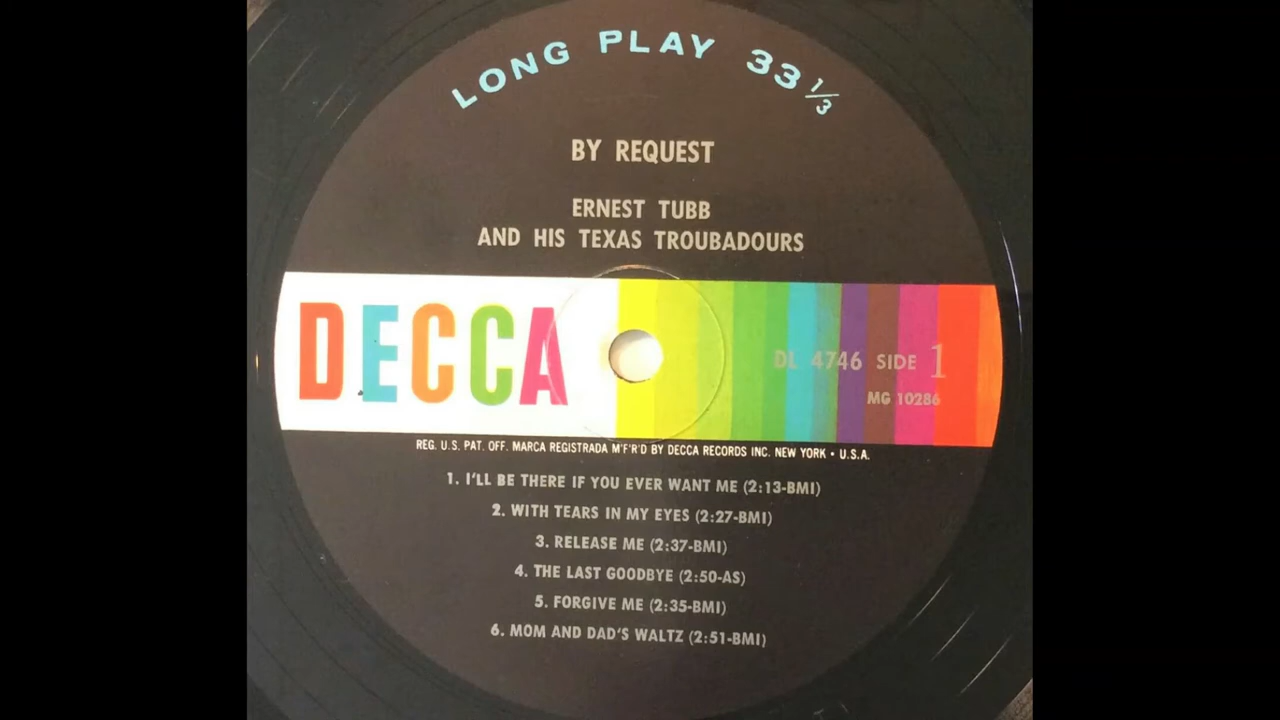 LONG PLAY 33 1/3
BY REQUEST
ERNEST TUBB
AND HIS TEXAS TROUBADOURS
DECCA
DL 4746 SIDE 1
MG 10286
REG. U.S. PAT. OFF. MARCA REGISTRADA M'F'R'D BY DECCA RECORDS INC. NEW YORK • U.S.A.
1. I'LL BE THERE IF YOU EVER WANT ME (2:13-BMI)
2. WITH TEARS IN MY EYES (2:27-BMI)
3. RELEASE ME (2:37-BMI)
4. THE LAST GOODBYE (2:50-AS)
5. FORGIVE ME (2:35-BMI)
6. MOM AND DAD'S WALTZ (2:51-BMI)